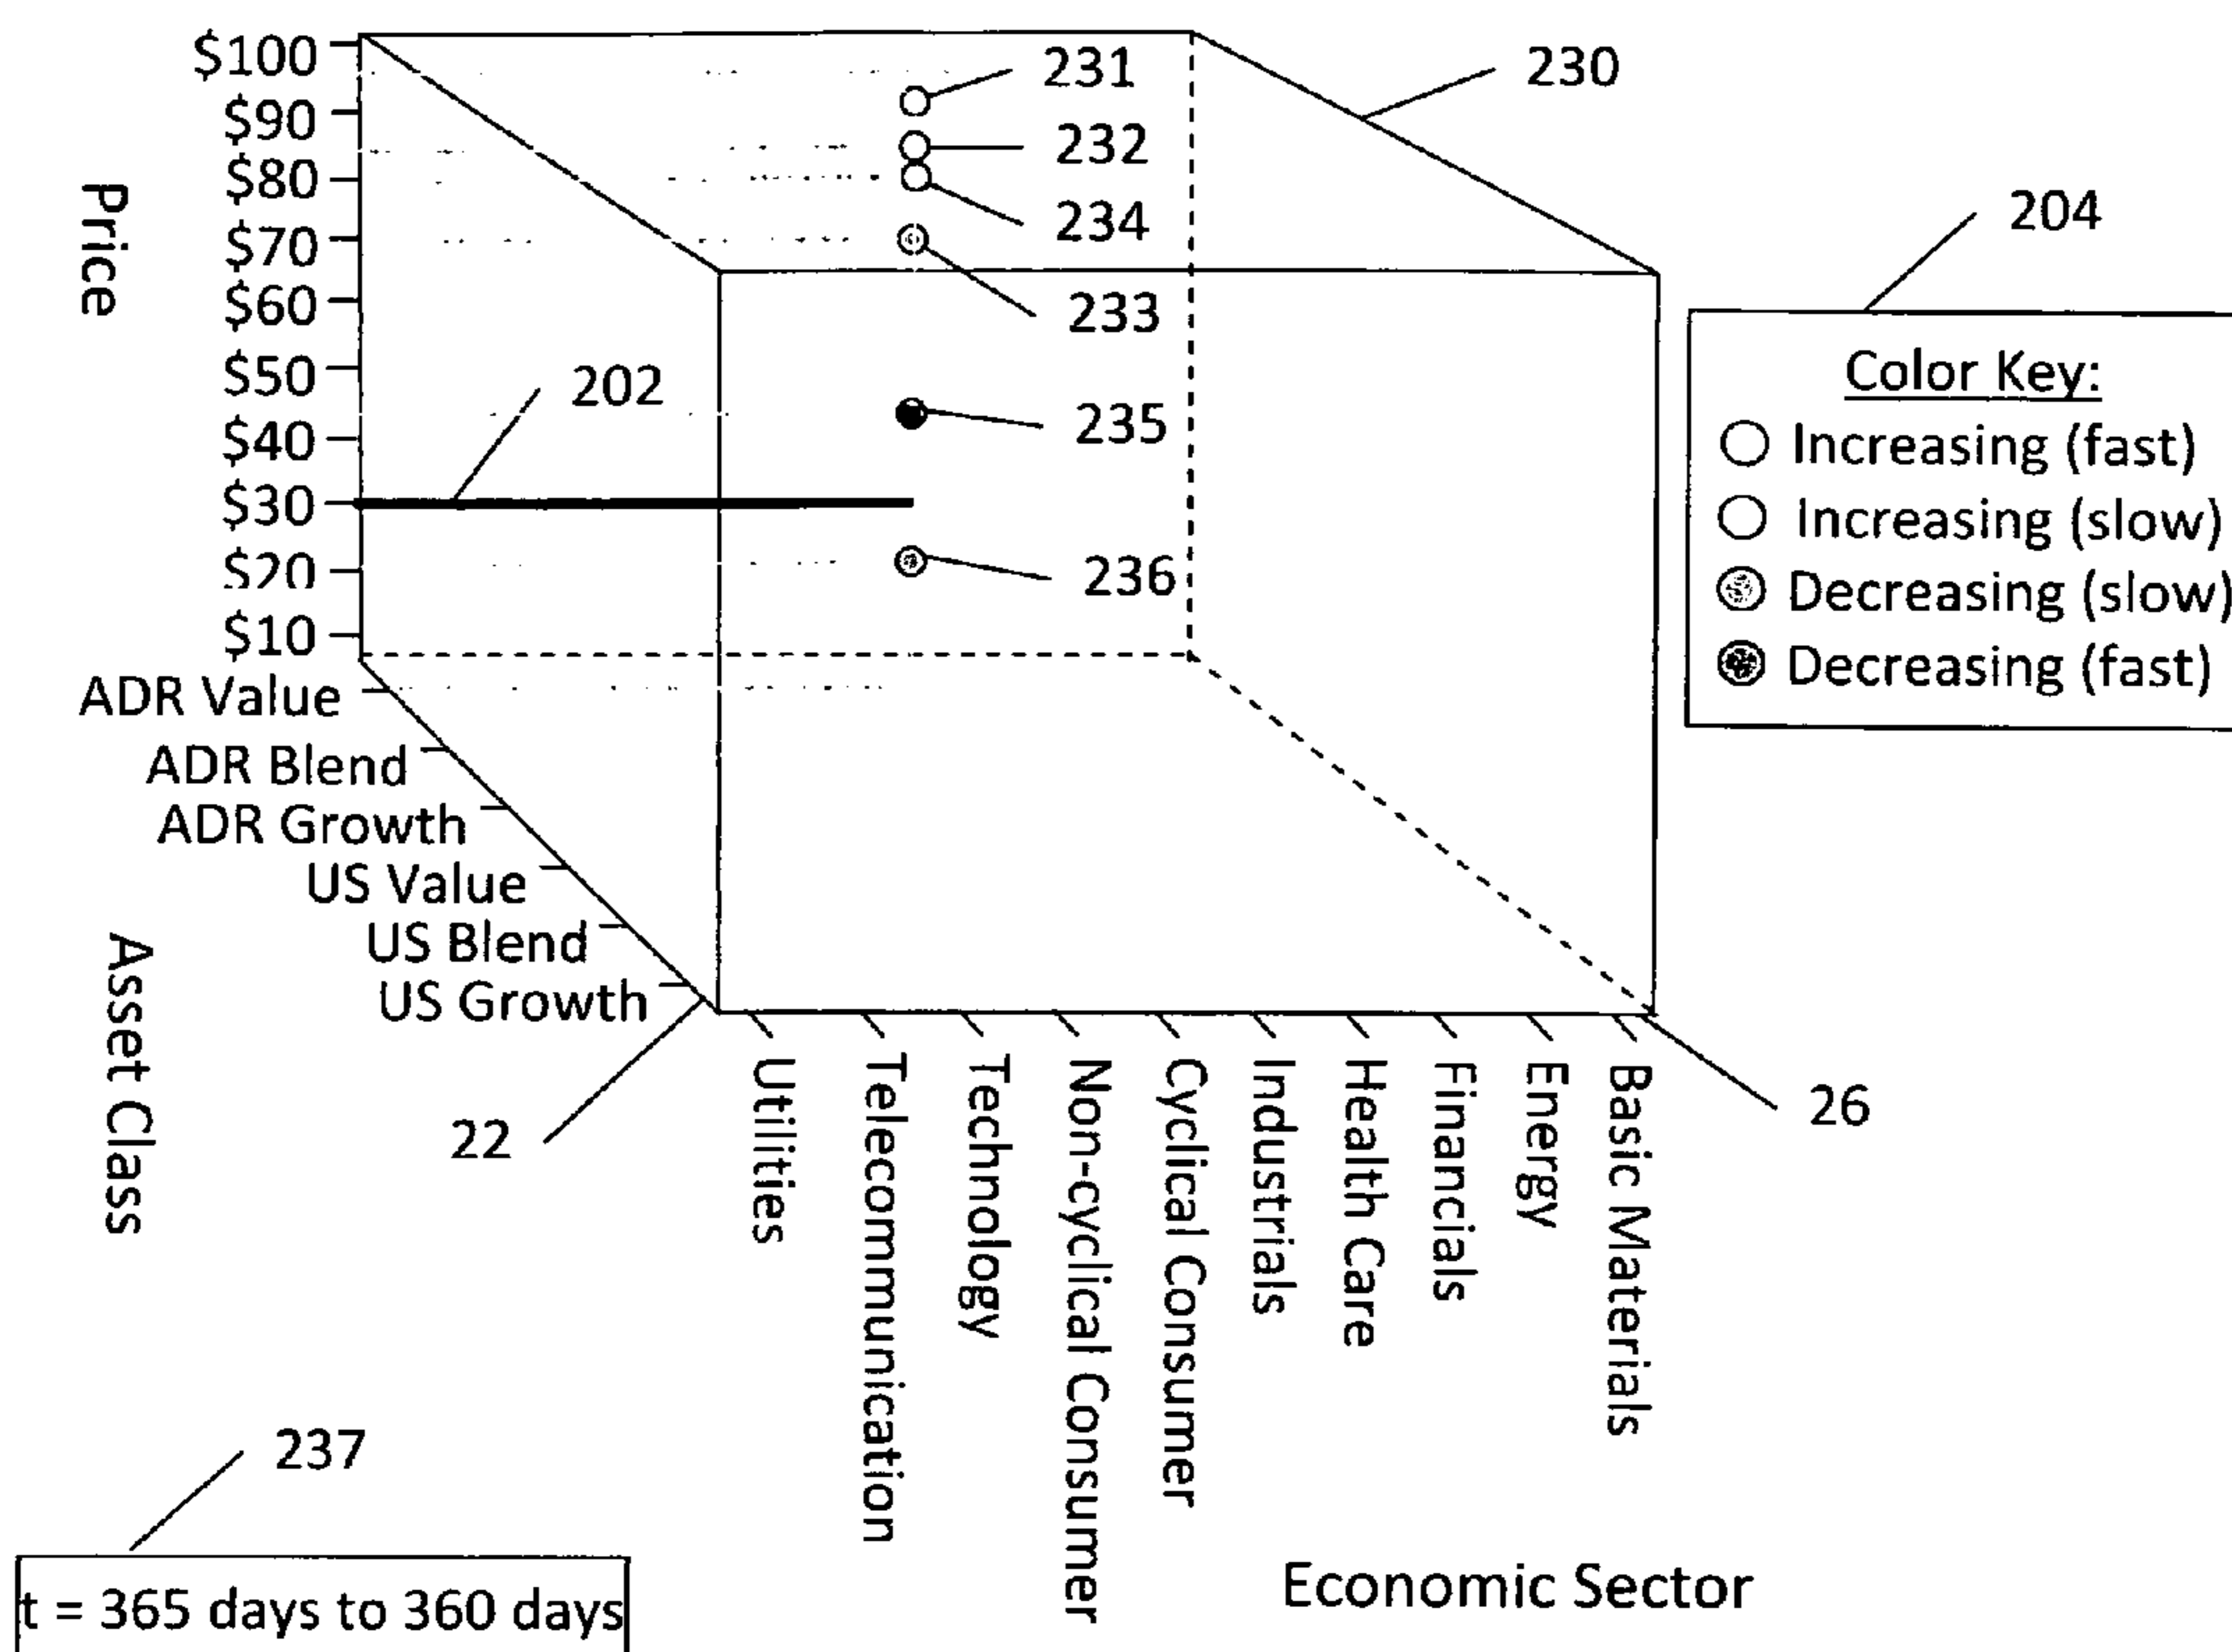 $100
231
230
$90
232
$80
234
204
$70
Price
233
$60
Color Key:
$50
202
Increasing (fast)
235
$40
Increasing (slow)
$30
Decreasing (slow)
236
$20
Decreasing (fast)
$10
ADR Value
ADR Blend
ADR Growth
US Value
US Blend
US Growth
Asset Class
22
26
Utilities
Telecommunication
Technology
Non-cyclical Consumer
Cyclical Consumer
Industrials
Health Care
Financials
Energy
Basic Materials
237
Economic Sector
t = 365 days to 360 days